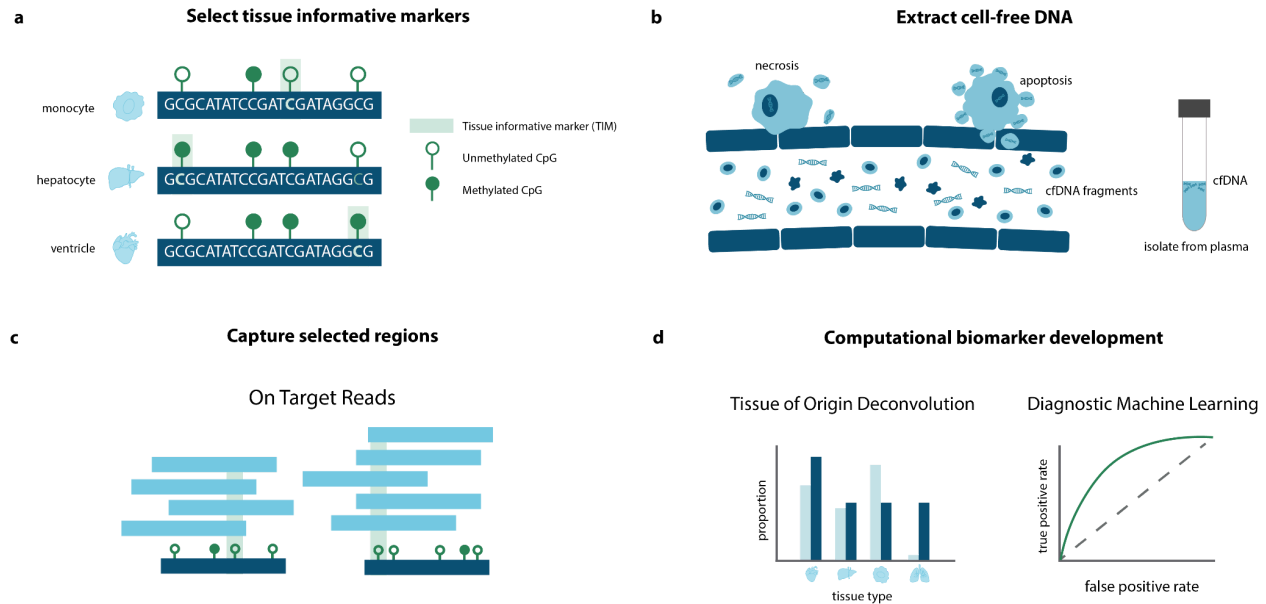 a
Select tissue informative markers
monocyte
GCGCATATCCGATCGATAGGCG
hepatocyte
GCGCATATCCGATCGATAGGCG
ventricle
GCGCATATCCGATCGATAGGCG
Tissue informative marker (TIM)
Unmethylated CpG
Methylated CpG
b
Extract cell-free DNA
necrosis
apoptosis
cfDNA fragments
cfDNA
isolate from plasma
c
Capture selected regions
On Target Reads
d
Computational biomarker development
Tissue of Origin Deconvolution
proportion
tissue type
Diagnostic Machine Learning
true positive rate
false positive rate